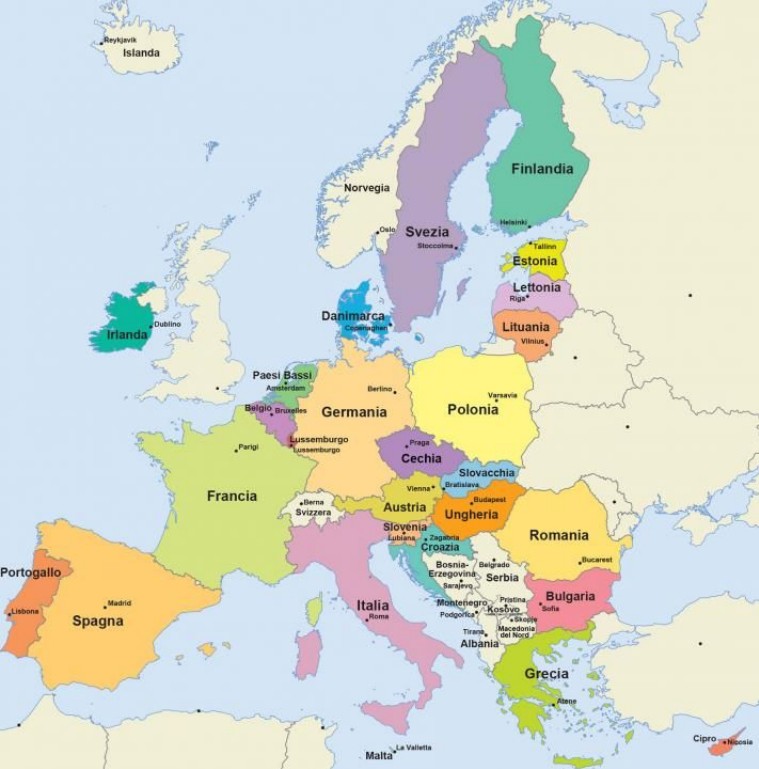 Reykjavik
Islanda
Finlandia
Norvegia
Helsinki
Oslo
Svezia
Stoccolma
Tallinn
Estonia
Lettonia
Riga
Danimarca
Copenaghen
Lituania
Vilnius
Dublino
Irlanda
Paesi Bassi
Amsterdam
Berlino
Varsavia
Belgio
Bruxelles
Germania
Polonia
Lussemburgo
Lussemburgo
Parigi
Praga
Cechia
Slovacchia
Bratislava
Vienna
Francia
Berna
Svizzera
Austria
Budapest
Ungheria
Slovenia
Lubiana
Zagabria
Croazia
Romania
Bucarest
Bosnia-
Erzegovina
Sarajevo
Belgrado
Serbia
Portogallo
Lisbona
Madrid
Spagna
Italia
Roma
Montenegro
Podgorica
Pristina
Kosovo
Bulgaria
Sofia
Skopje
Macedonia
del Nord
Tirana
Albania
Grecia
Atene
Malta
La Valletta
Cipro
Nicosia